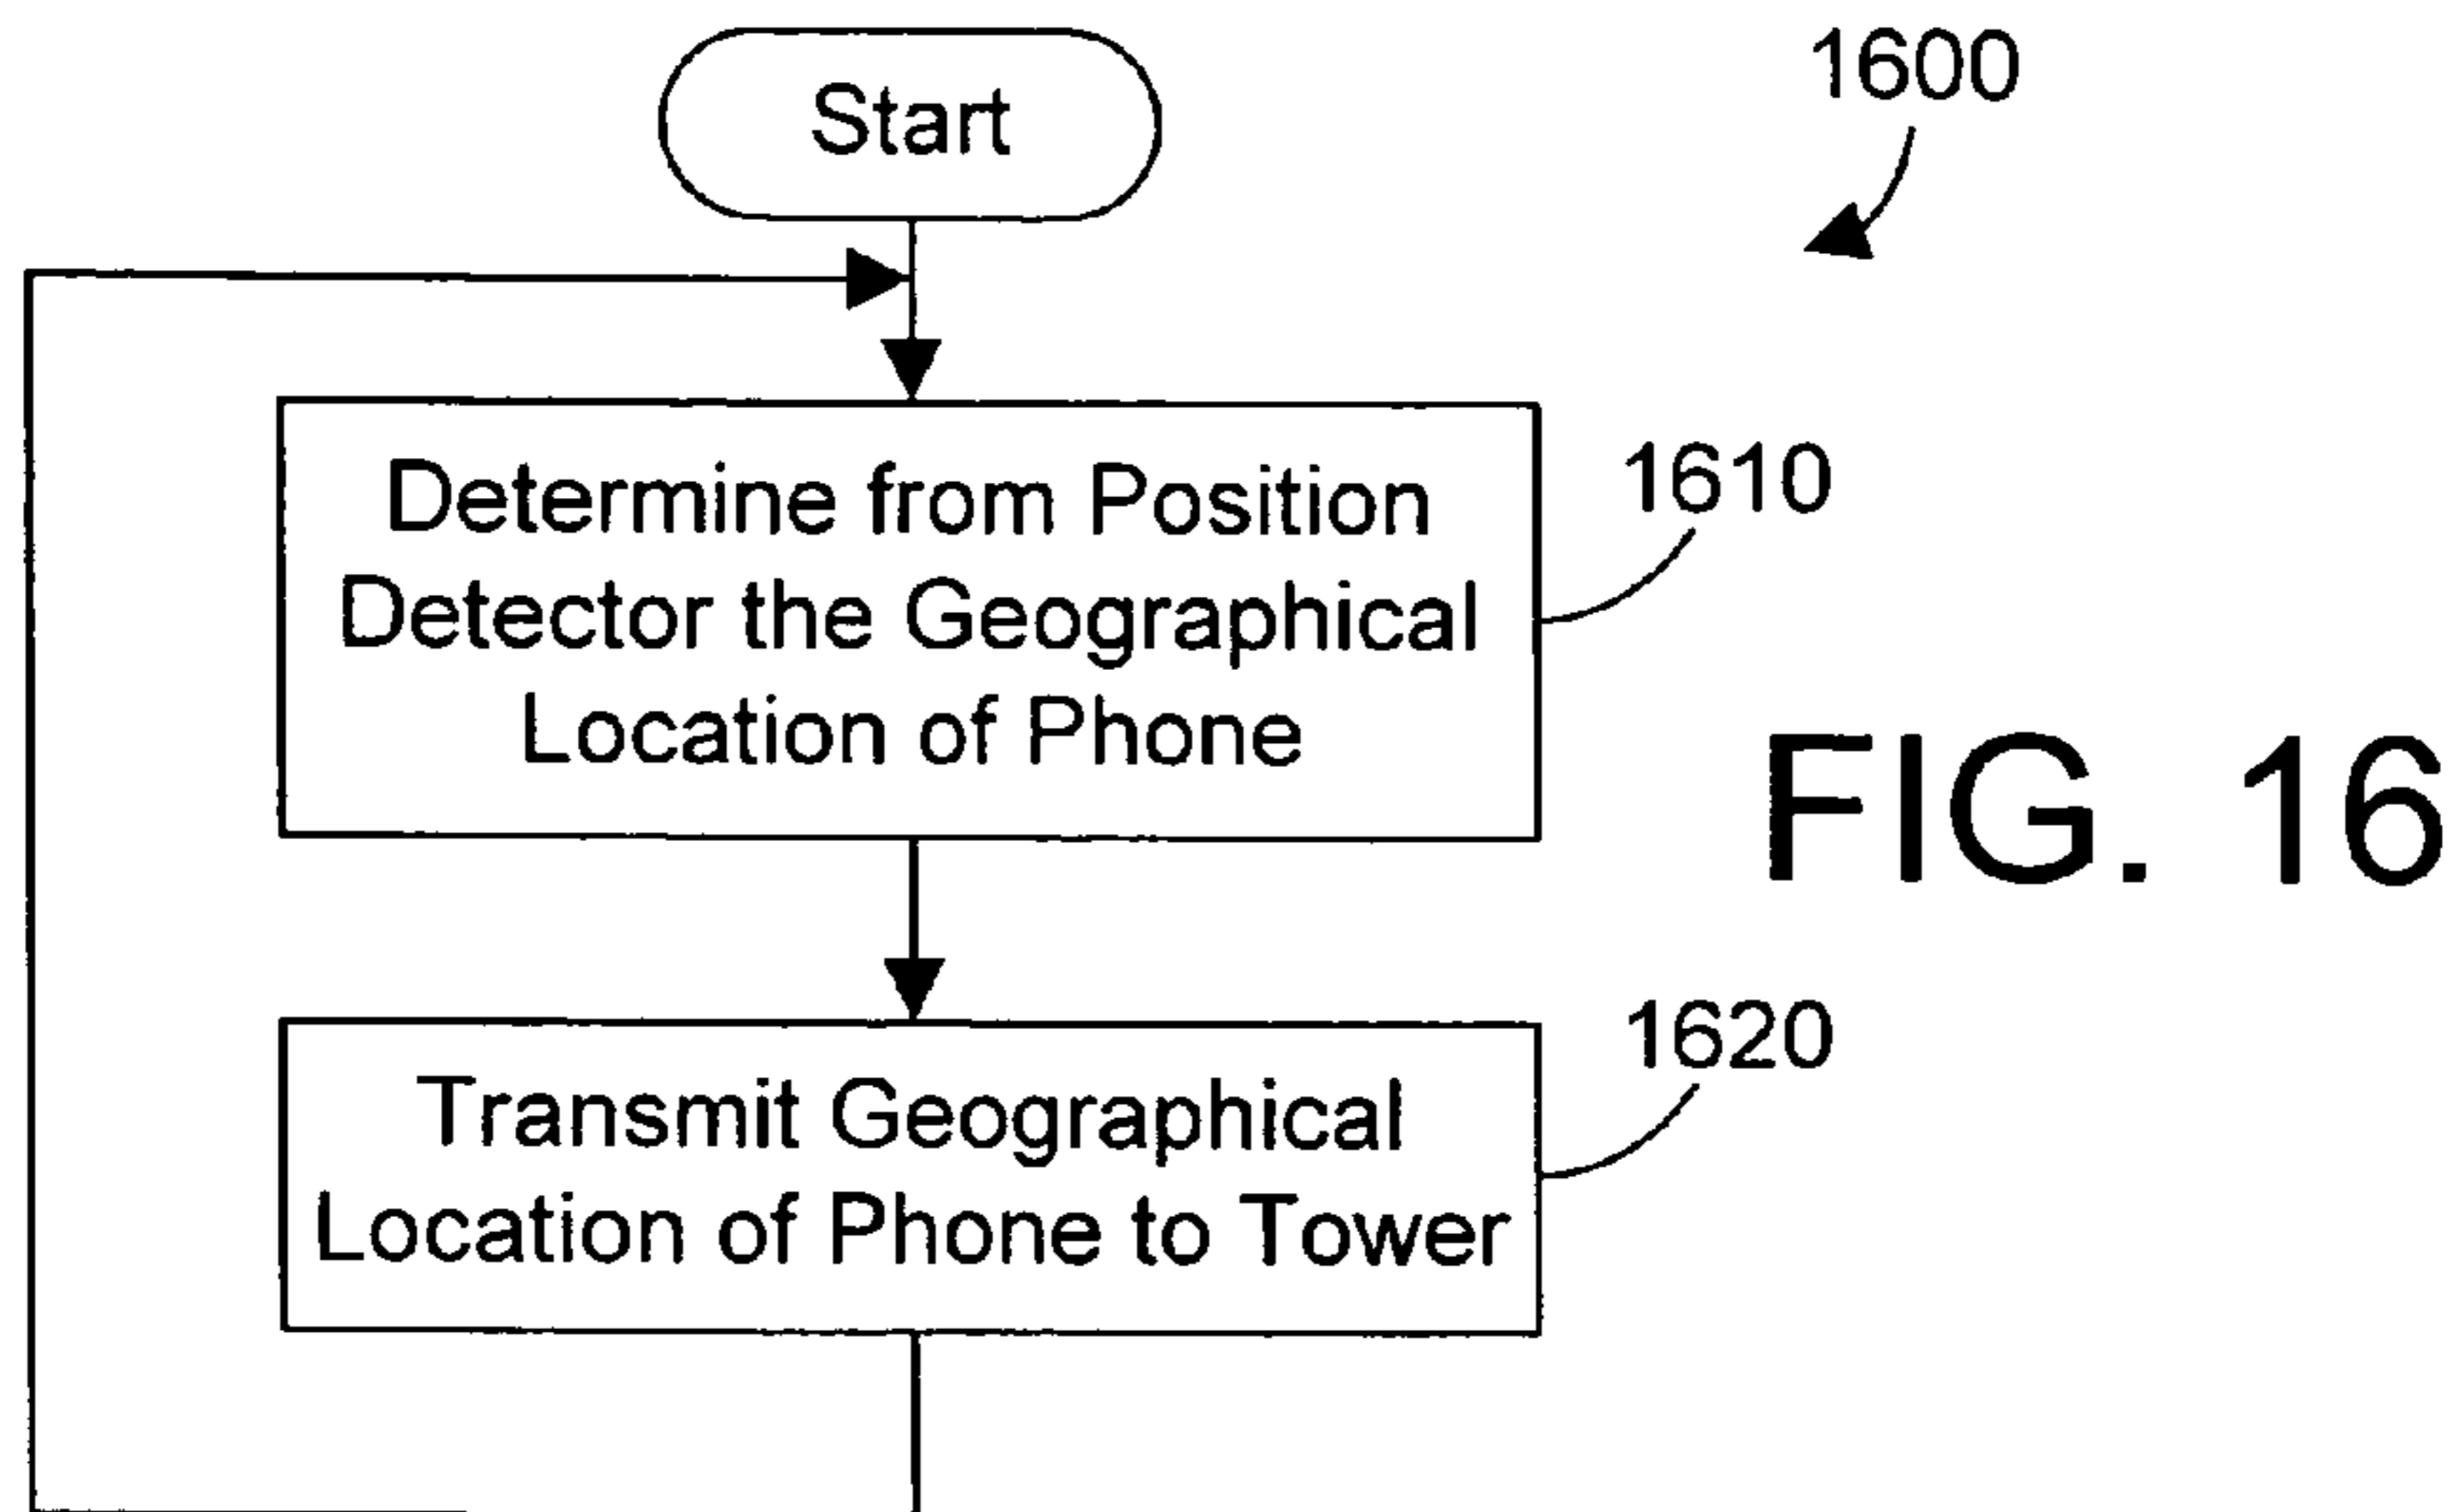 Start
1600
Determine from Position
Detector the Geographical
Location of Phone
1610
FIG. 16
Transmit Geographical
Location of Phone to Tower
1620